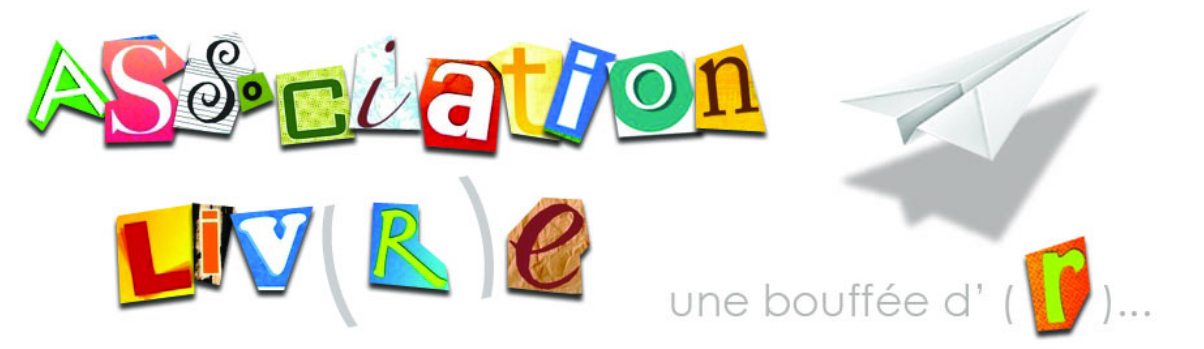 ASSociation
LiV(R)e
une bouffée d' (r)...